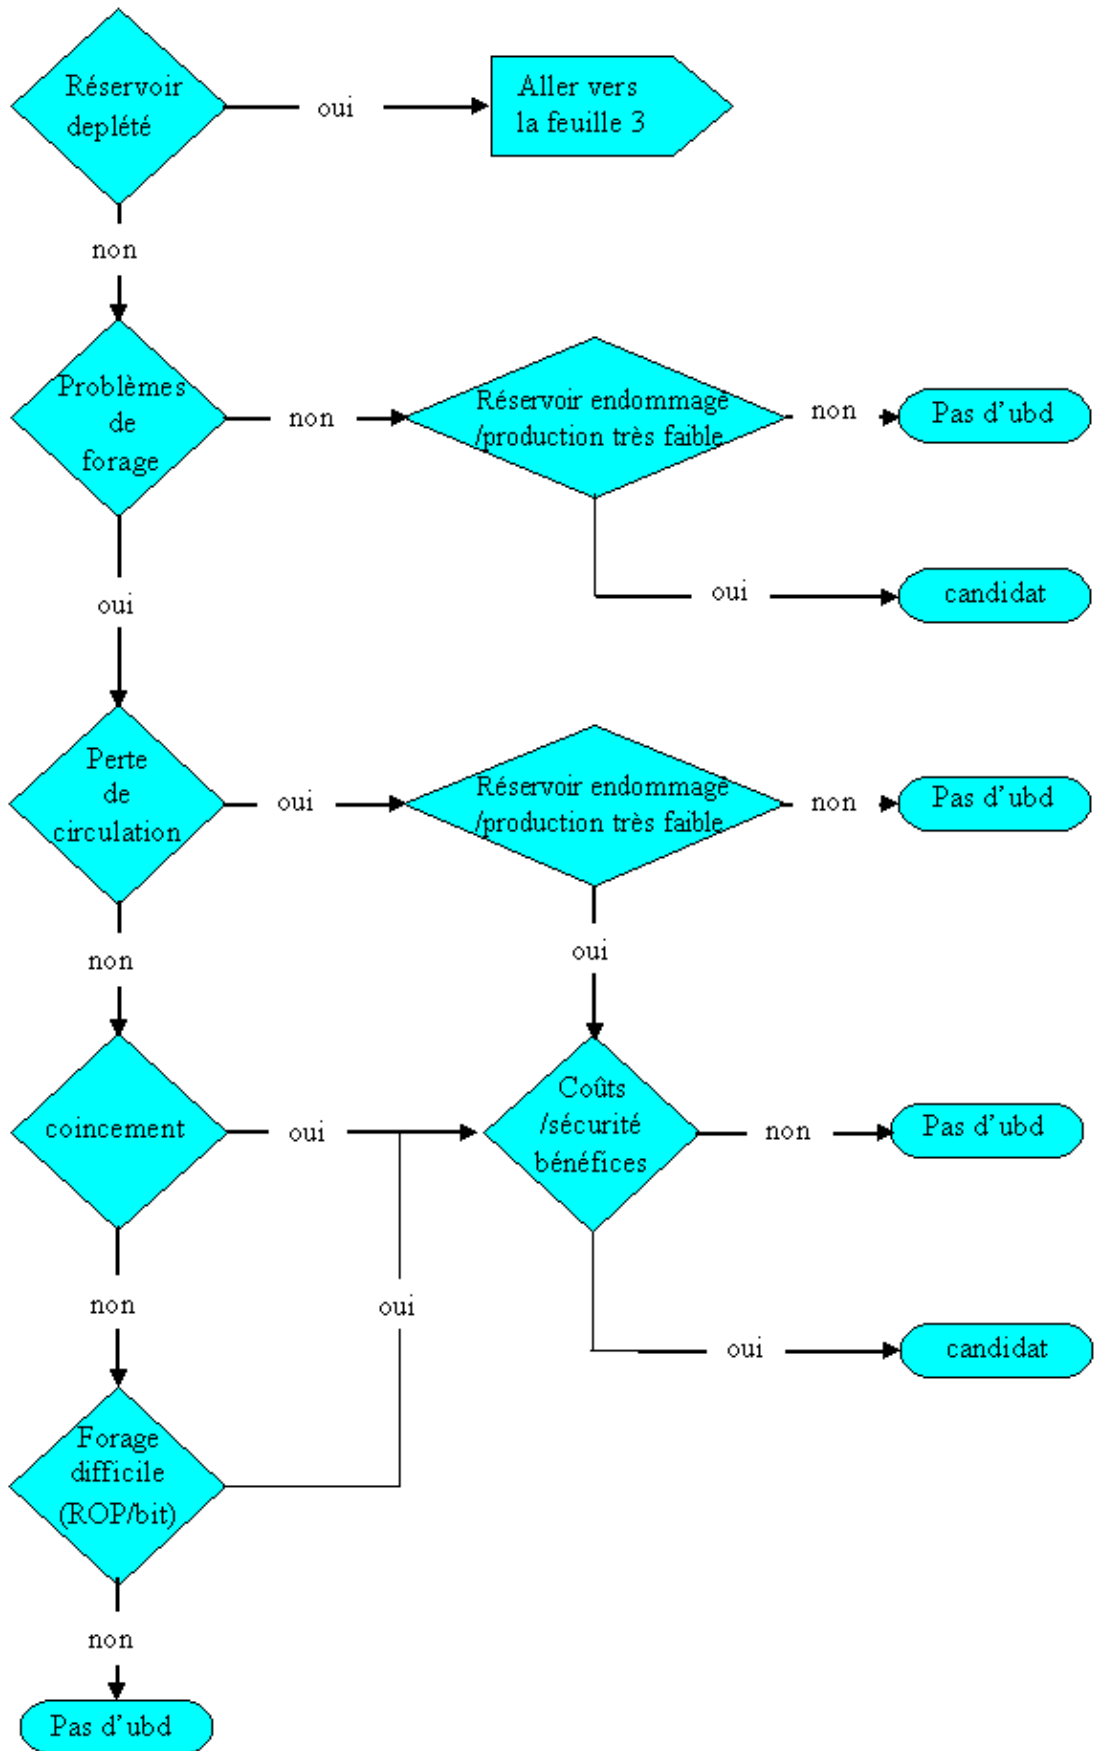 Réservoir
deplété
oui
Aller vers
la feuille 3
non
Problèmes
de
forage
non
Réservoir endommagé
/production très faible
non
Pas d'ubd
oui
candidat
oui
Perte
de
circulation
oui
Réservoir endommagé
/production très faible
non
Pas d'ubd
non
oui
coincement
oui
Coûts
/sécurité
bénéfices
non
Pas d'ubd
non
oui
oui
candidat
Forage
difficile
(ROP/bit)
non
Pas d'ubd